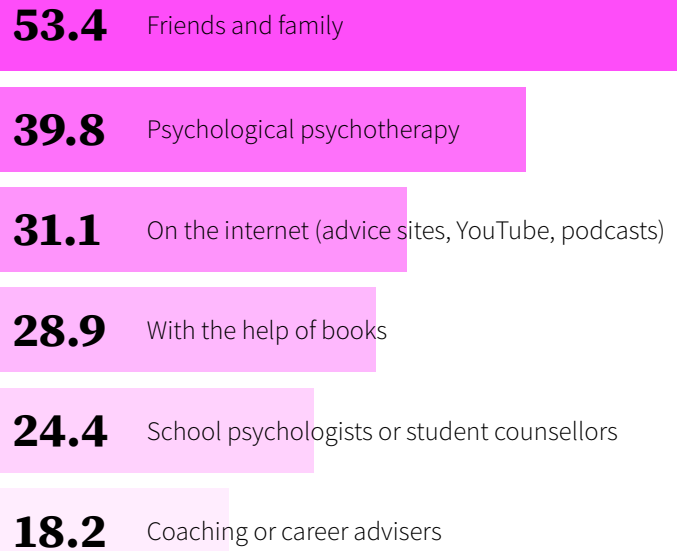 53.4 Friends and family
39.8 Psychological psychotherapy
31.1 On the internet (advice sites, YouTube, podcasts)
28.9 With the help of books
24.4 School psychologists or student counsellors
18.2 Coaching or career advisers